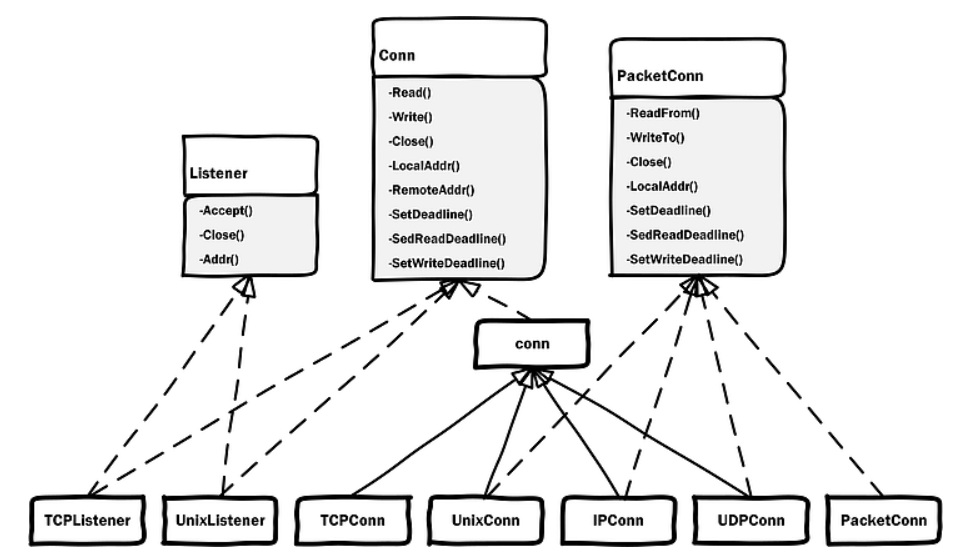 Conn
-Read()
-Write()
-Close()
-LocalAddr()
-RemoteAddr()
-SetDeadline()
-SedReadDeadline()
-SetWriteDeadline()
PacketConn
-ReadFrom()
-WriteTo()
-Close()
-LocalAddr()
-SetDeadline()
-SedReadDeadline()
-SetWriteDeadline()
Listener
-Accept()
-Close()
-Addr()
conn
TCPListener
UnixListener
TCPConn
UnixConn
IPConn
UDPConn
PacketConn